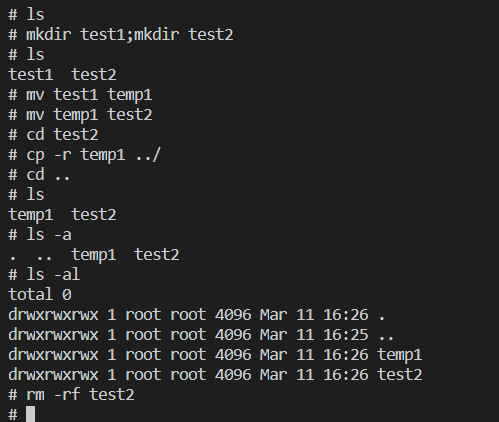 # ls
# mkdir test1;mkdir test2
# ls
test1  test2
# mv test1 temp1
# mv temp1 test2
# cd test2
# cp -r temp1 ../
# cd ..
# ls
temp1  test2
# ls -a
.  ..  temp1  test2
# ls -al
total 0
drwxrwxrwx 1 root root 4096 Mar 11 16:26 .
drwxrwxrwx 1 root root 4096 Mar 11 16:25 ..
drwxrwxrwx 1 root root 4096 Mar 11 16:26 temp1
drwxrwxrwx 1 root root 4096 Mar 11 16:26 test2
# rm -rf test2
#